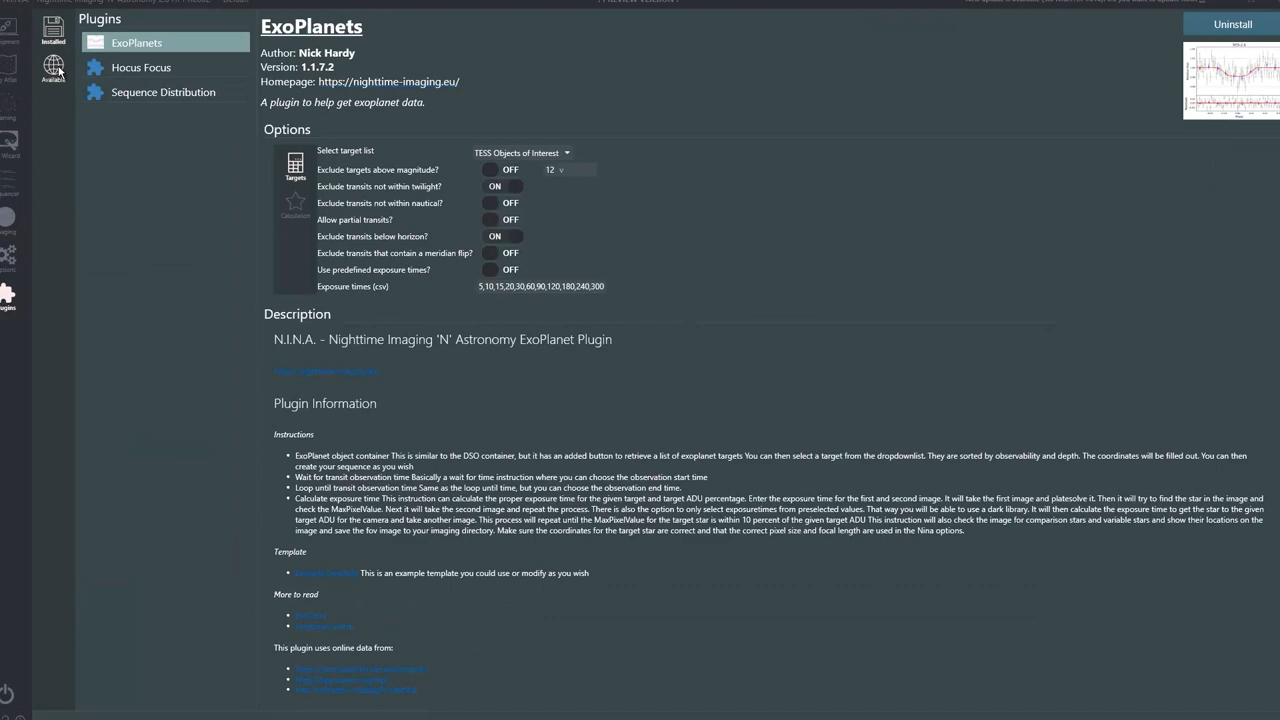 Plugins
Installed
ExoPlanets
Hocus Focus
Sequence Distribution
ExoPlanets
Uninstall
Author: Nick Hardy
Version: 1.1.7.2
Homepage: https://nighttime-imaging.eu/
A plugin to help get exoplanet data.
Options
Targets
Calculation
Select target list TESS Objects of Interest
Exclude targets above magnitude? OFF 12 v
Exclude transits not within twilight? ON
Exclude transits not within nautical? OFF
Allow partial transits? OFF
Exclude transits below horizon? ON
Exclude transits that contain a meridian flip? OFF
Use predefined exposure times? OFF
Exposure times (csv) 5,10,15,20,30,60,90,120,180,240,300
Description
N.I.N.A. - Nighttime Imaging 'N' Astronomy ExoPlanet Plugin
Plugin Information
Instructions
• ExoPlanet object container This is similar to the DSO container, but it has an added button to retrieve a list of exoplanet targets You can then select a target from the dropdownlist. They are sorted by observability and depth. The coordinates will be filled out. You can then
create your sequence as you wish
• Wait for transit observation time Basically a wait for time instruction where you can choose the observation start time
• Loop until transit observation time Same as the loop until time, but you can choose the observation end time.
• Calculate exposure time This instruction can calculate the proper exposure time for the given target and target ADU percentage. Enter the exposure time for the first and second image. It will take the first image and platesolve it. Then it will try to find the star in the image and
check the MaxPixelValue. Next it will take the second image and repeat the process. There is also the option to only select exposuretimes from preselected values. That way you will be able to use a dark library. It will then calculate the exposure time to get the star to the given
target ADU for the camera and take another image. This process will repeat until the MaxPixelValue for the target star is within 10 percent of the given target ADU This instruction will also check the image for comparison stars and variable stars and show their locations on
the image and save the fov image to your imaging directory. Make sure the coordinates for the target star are correct and that the correct pixel size and focal length are used in the Nina options.
Template
• This is an example template you could use or modify as you wish
More to read
This plugin uses online data from: